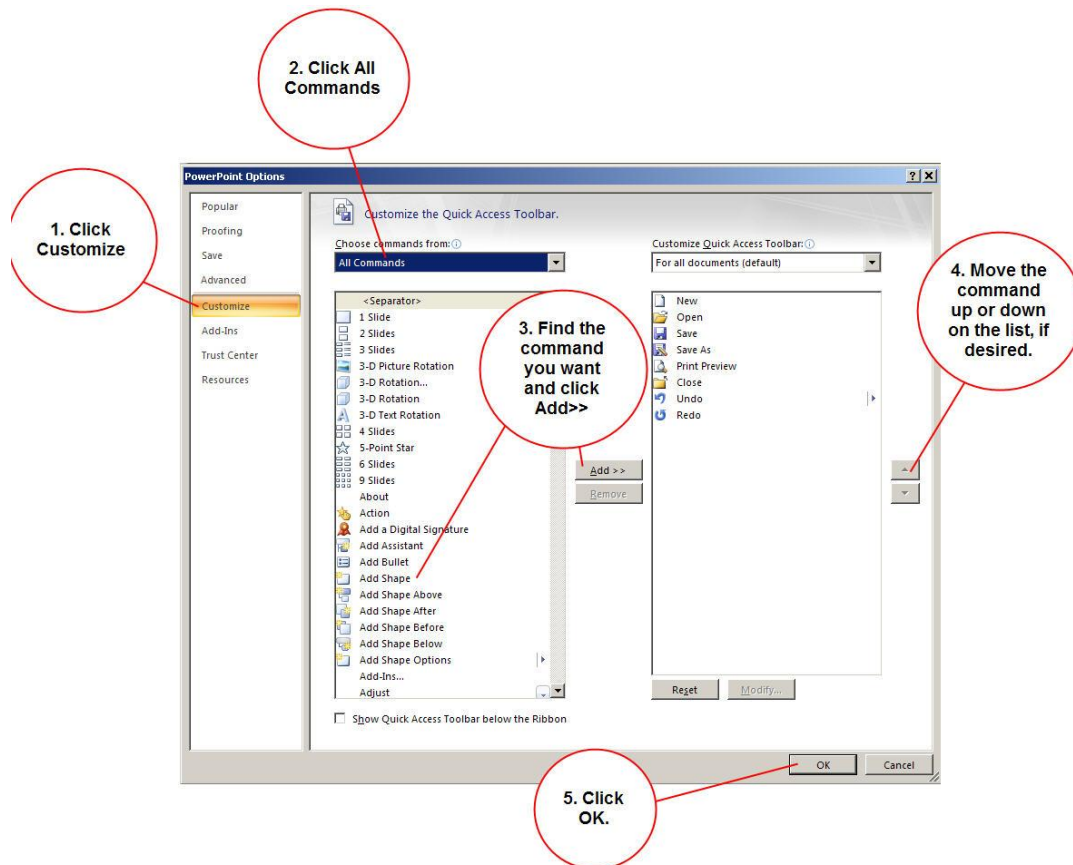 2. Click All
Commands
PowerPoint Options
1. Click
Customize
Popular
Proofing
Save
Advanced
Customize
Add-Ins
Trust Center
Resources
Customize the Quick Access Toolbar.
Choose commands from:
All Commands
<Separator>
1 Slide
2 Slides
3 Slides
3-D Picture Rotation
3-D Rotation...
3-D Rotation
3-D Text Rotation
4 Slides
5-Point Star
6 Slides
9 Slides
About
Action
Add a Digital Signature
Add Assistant
Add Bullet
Add Shape
Add Shape Above
Add Shape After
Add Shape Before
Add Shape Below
Add Shape Options
Add-Ins...
Adjust
Show Quick Access Toolbar below the Ribbon
3. Find the
command
you want
and click
Add>>
Add >>
Remove
Customize Quick Access Toolbar:
For all documents (default)
New
Open
Save
Save As
Print Preview
Close
Undo
Redo
Reset
Modify...
4. Move the
command
up or down
on the list, if
desired.
OK
Cancel
5. Click
OK.